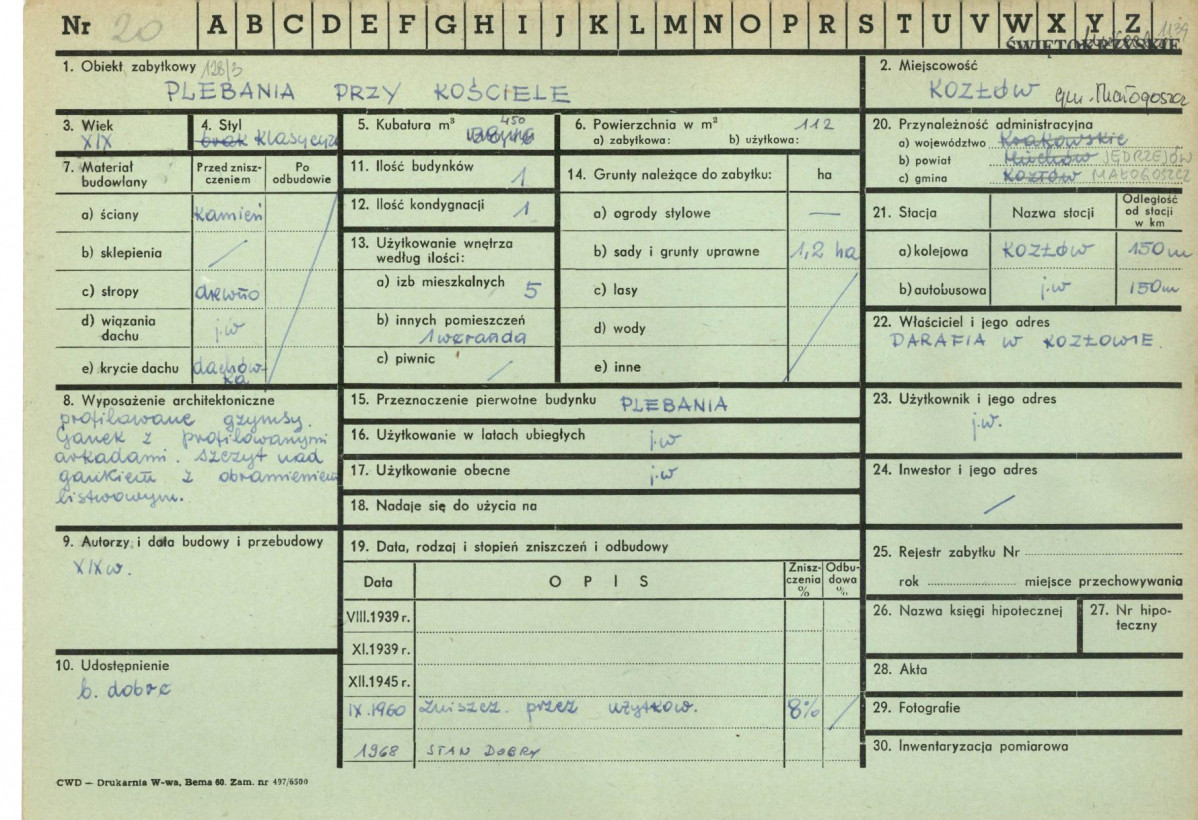 Nr 20 A B C D E F G H I J K L M N O P R S T U V W X Y Z
1139
ŚWIĘTOKRZYSKIE
1. Obiekt zabytkowy 128/3
PLEBANIA PRZY KOŚCIELE
2. Miejscowość
KOZŁÓW gm. Małogoszcz
3. Wiek
XIX
4. Styl
brak klasycyz
5. Kubatura m³ 450
6. Powierzchnia w m² 112
a) zabytkowa: b) użytkowa:
20. Przynależność administracyjna
a) województwo Krakowskie
b) powiat Miechów JĘDRZEJÓW
c) gmina Kozłów MAŁOGOSZCZ
7. Materiał budowlany
Przed zniszczeniem
Po odbudowie
a) ściany kamień
b) sklepienia /
c) stropy drewno
d) wiązania dachu j.w
e) krycie dachu dachówka
11. Ilość budynków 1
12. Ilość kondygnacji 1
13. Użytkowanie wnętrza
według ilości:
a) izb mieszkalnych 5
b) innych pomieszczeń
1 weranda
c) piwnic /
14. Grunty należące do zabytku: ha
a) ogrody stylowe —
b) sady i grunty uprawne 1,2 ha
c) lasy
d) wody
e) inne
21. Stacja Nazwa stacji Odległość od stacji w km
a) kolejowa KOZŁÓW 150m
b) autobusowa j.w 150m
22. Właściciel i jego adres
PARAFIA W KOZŁOWIE.
8. Wyposażenie architektoniczne
profilowane gzymsy.
Ganek z profilowanymi
arkadami. Szczyt nad
gankiem z obramieniem
listwowym.
15. Przeznaczenie pierwotne budynku PLEBANIA
16. Użytkowanie w latach ubiegłych j.w
17. Użytkowanie obecne j.w
18. Nadaje się do użycia na
23. Użytkownik i jego adres
j.w.
24. Inwestor i jego adres
/
9. Autorzy i data budowy i przebudowy
XIX w.
19. Data, rodzaj i stopień zniszczeń i odbudowy
Data OPIS Zniszczenia % Odbudowa %
VIII.1939 r.
XI.1939 r.
XII.1945 r.
IX.1960 Zniszcz. przez użytkow. 8% /
1968 STAN DOBRY
25. Rejestr zabytku Nr
rok miejsce przechowywania
26. Nazwa księgi hipotecznej
27. Nr hipoteczny
10. Udostępnienie
b. dobre
28. Akta
29. Fotografie
30. Inwentaryzacja pomiarowa
CWD — Drukarnia W-wa, Bema 60. Zam. nr 497/6500